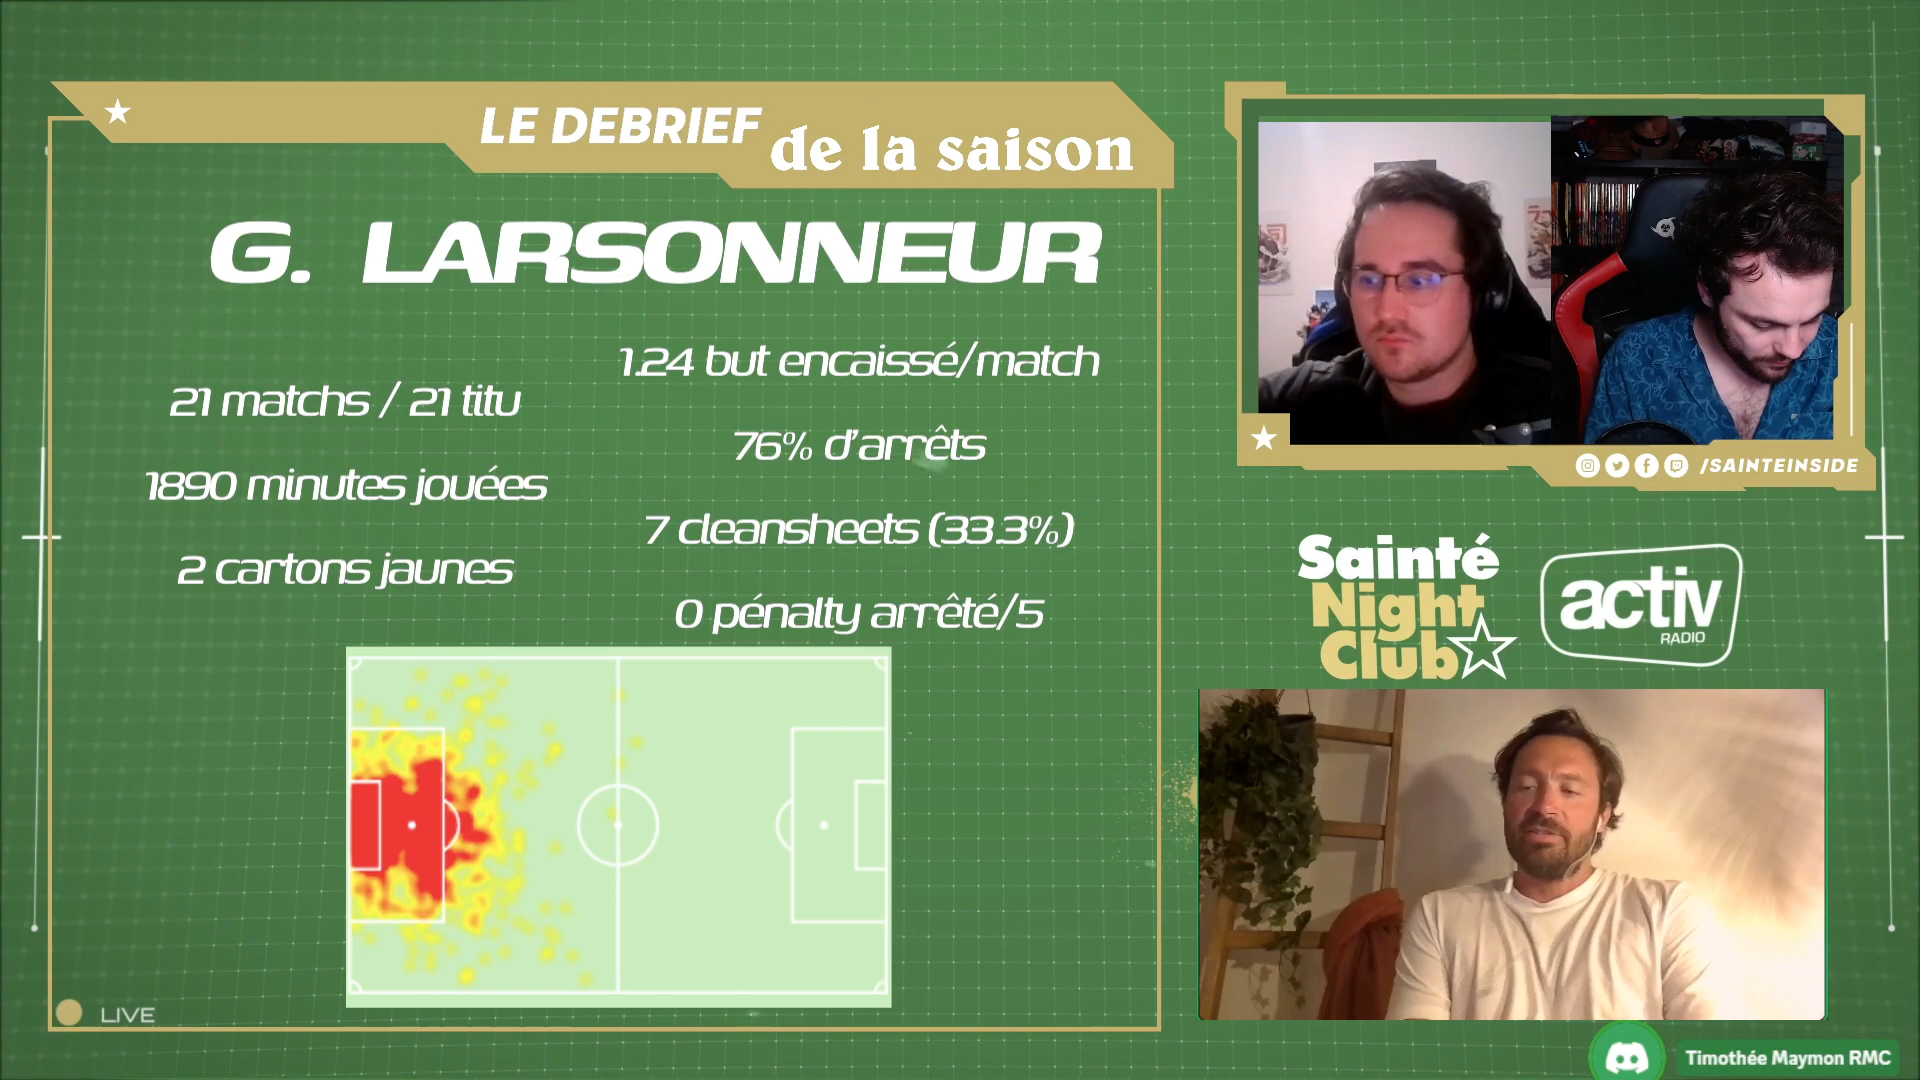 LE DEBRIEF de la saison
G. LARSONNEUR
21 matchs / 21 titu
1890 minutes jouées
2 cartons jaunes
1.24 but encaissé/match
76% d'arrêts
7 cleansheets (33.3%)
0 pénalty arrêté/5
LIVE
/SAINTEINSIDE
Sainté
Night
Club
activ
RADIO
Timothée Maymon RMC